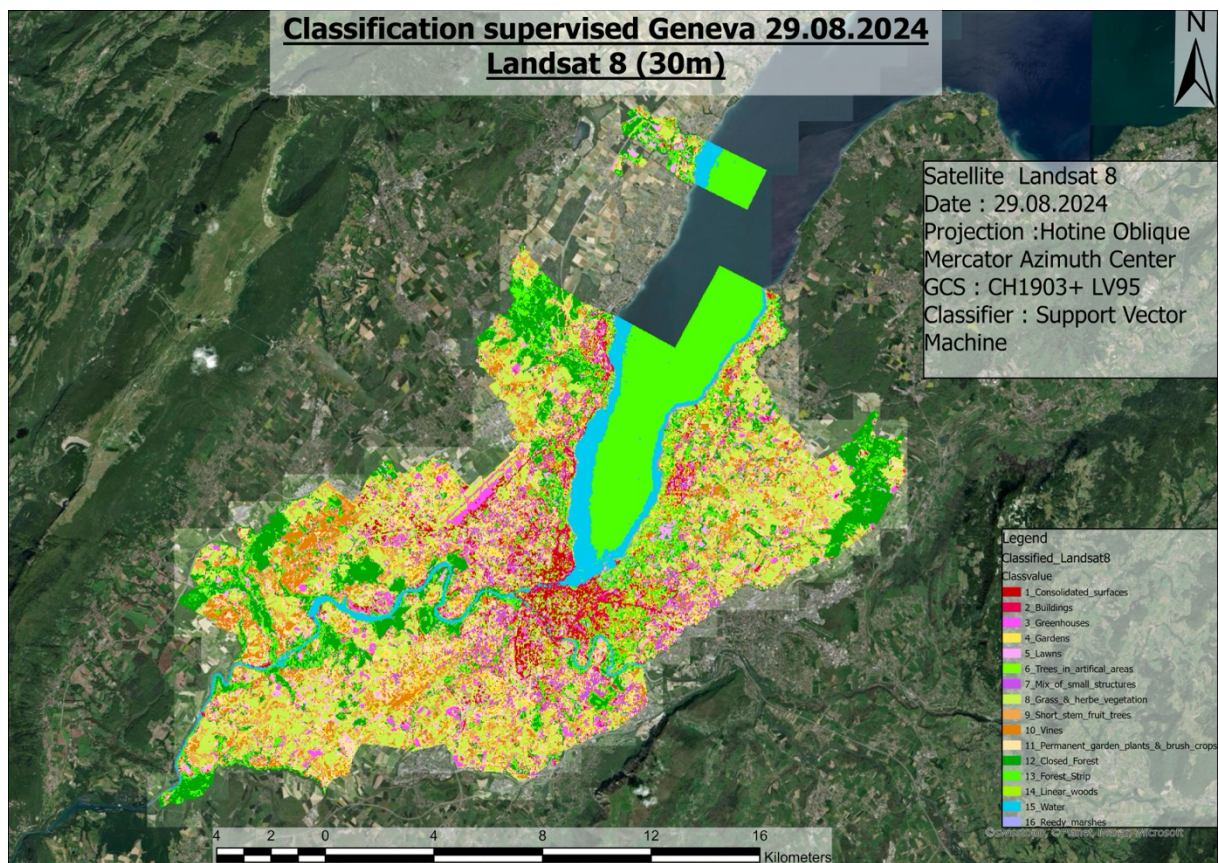 Classification supervised Geneva 29.08.2024
Landsat 8 (30m)
N
Satellite Landsat 8
Date : 29.08.2024
Projection :Hotine Oblique
Mercator Azimuth Center
GCS : CH1903+ LV95
Classifier : Support Vector
Machine
Legend
Classified_Landsat8
Classvalue
1_Consolidated_surfaces
2_Buildings
3_Greenhouses
4_Gardens
5_Lawns
6_Trees_in_artifical_areas
7_Mix_of_small_structures
8_Grass_&_herbe_vegetation
9_Short_stem_fruit_trees
10_Vines
11_Permanent_garden_plants_&_brush_crops
12_Closed_Forest
13_Forest_Strip
14_Linear_woods
15_Water
16_Reedy_marshes
Microsoft
4 2 0 4 8 12 16
Kilometers